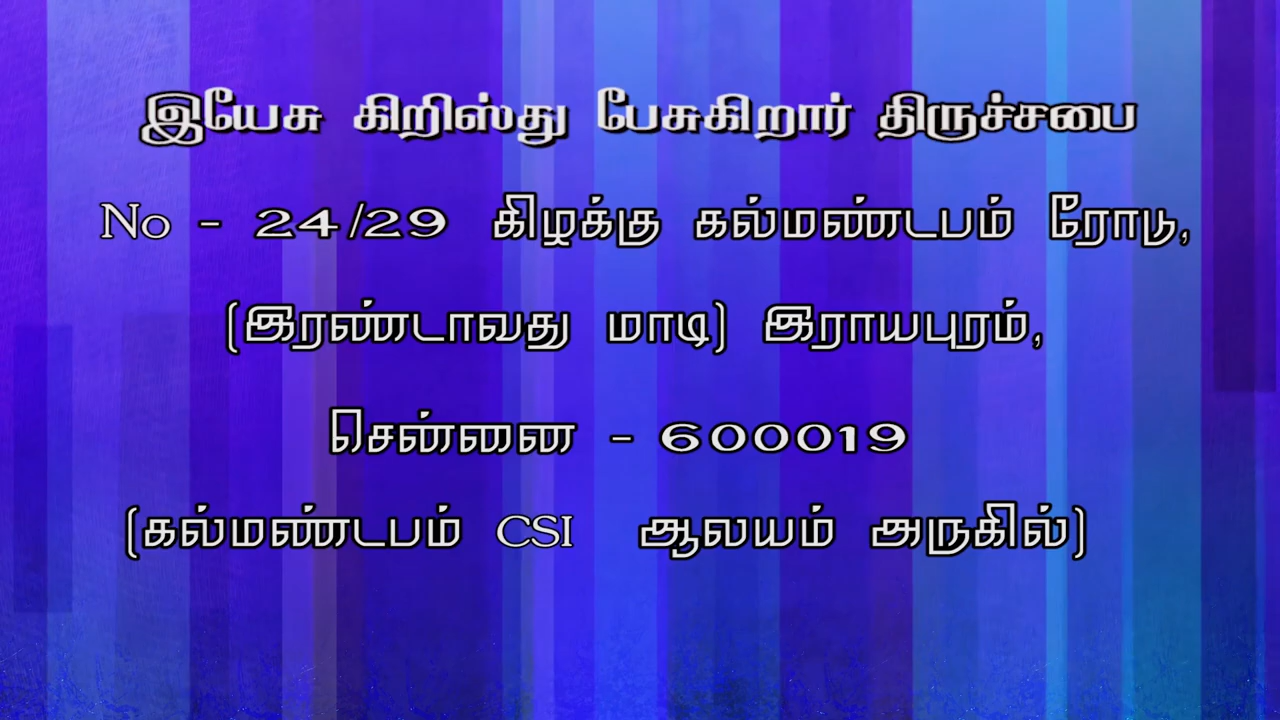 இயேசு கிறிஸ்து பேசுகிறார் திருச்சபை
No - 24/29 கிழக்கு கல்மண்டபம் ரோடு,
(இரண்டாவது மாடி) இராயபுரம்,
சென்னை - 600019
(கல்மண்டபம் CSI ஆலயம் அருகில்)